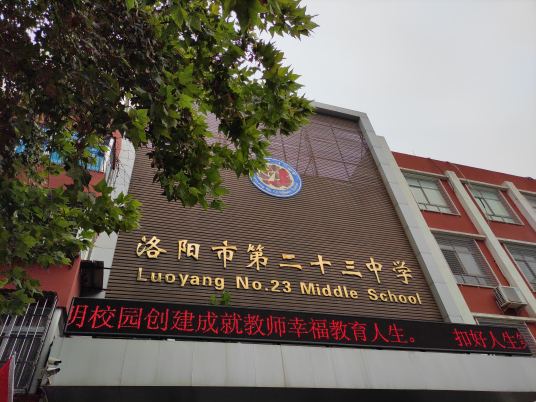 洛阳市第二十三中学
Luoyang No.23 Middle School
明校园创建成就教师幸福教育人生。 扣好人生第